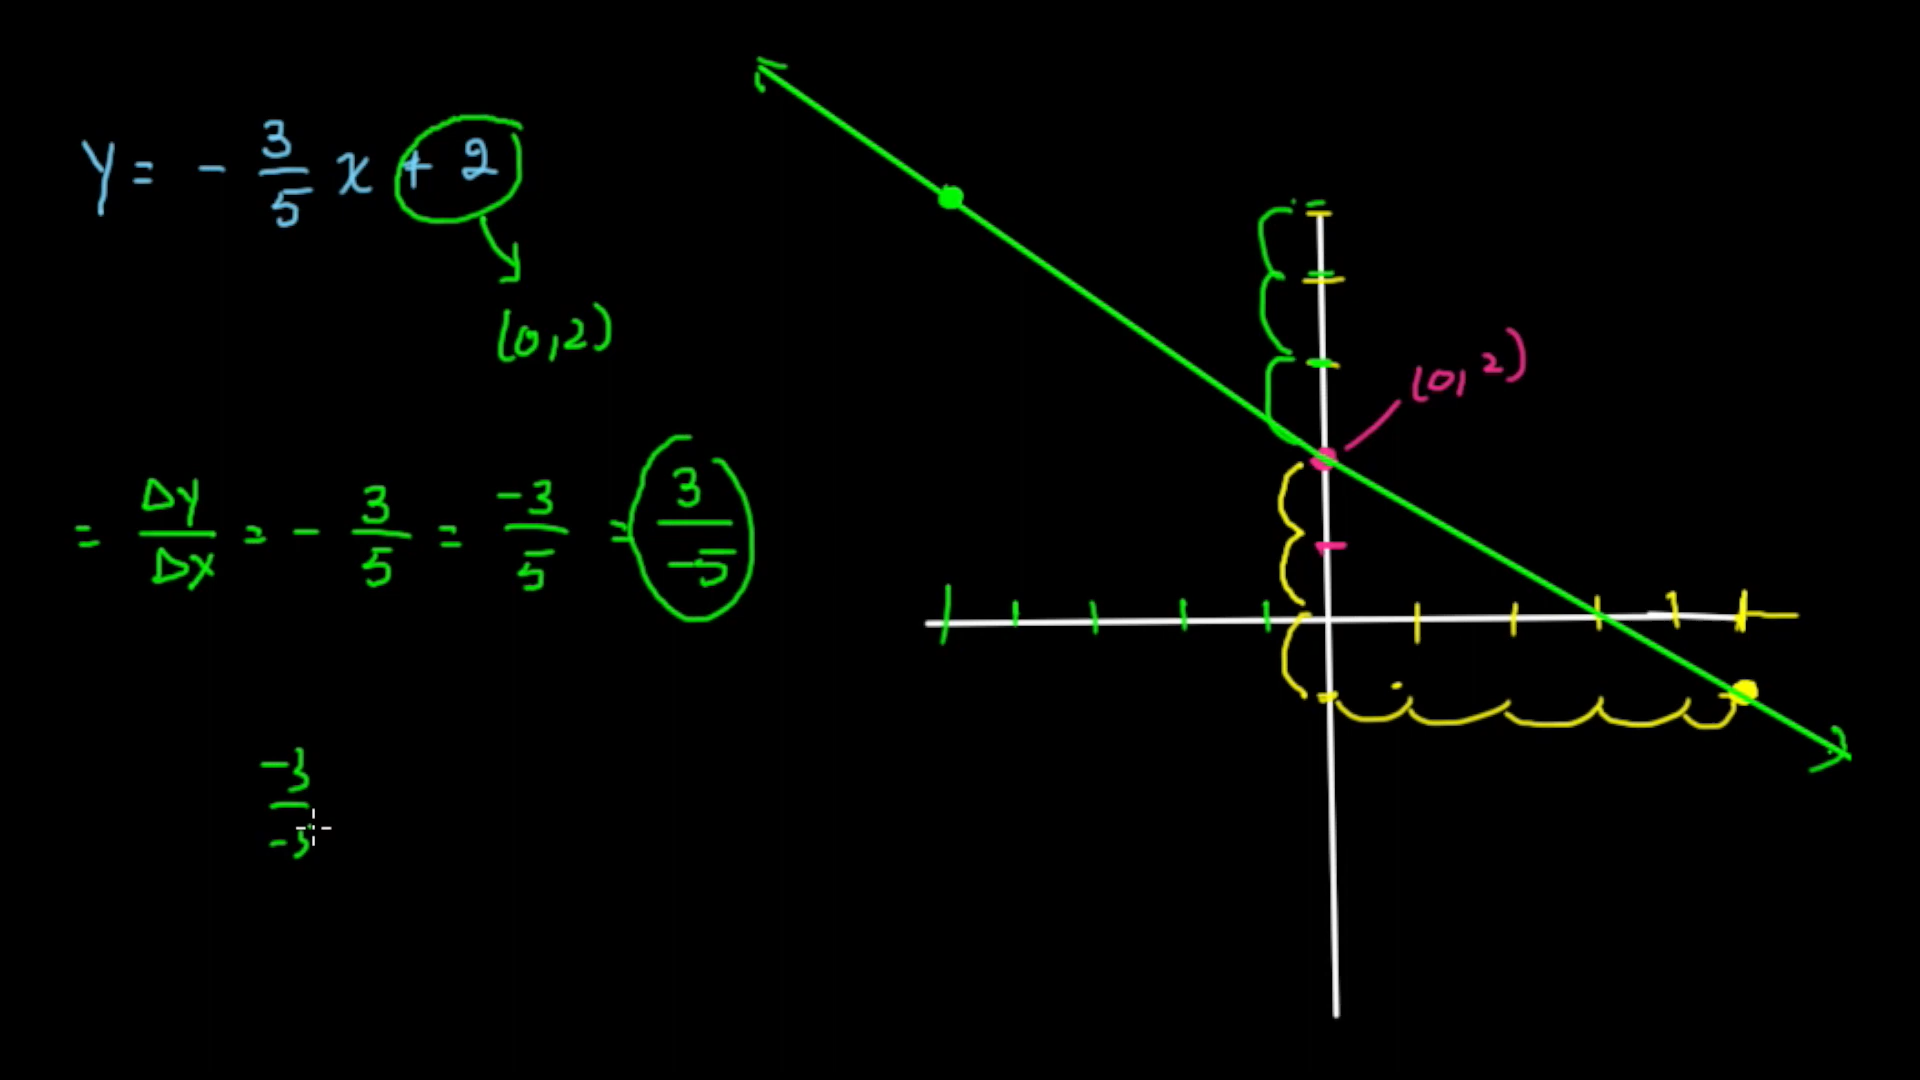 y = - 3/5 x + 2
(0,2)
(0,2)
= Δy/Δx = - 3/5 = -3/5 = 3/-5
-3